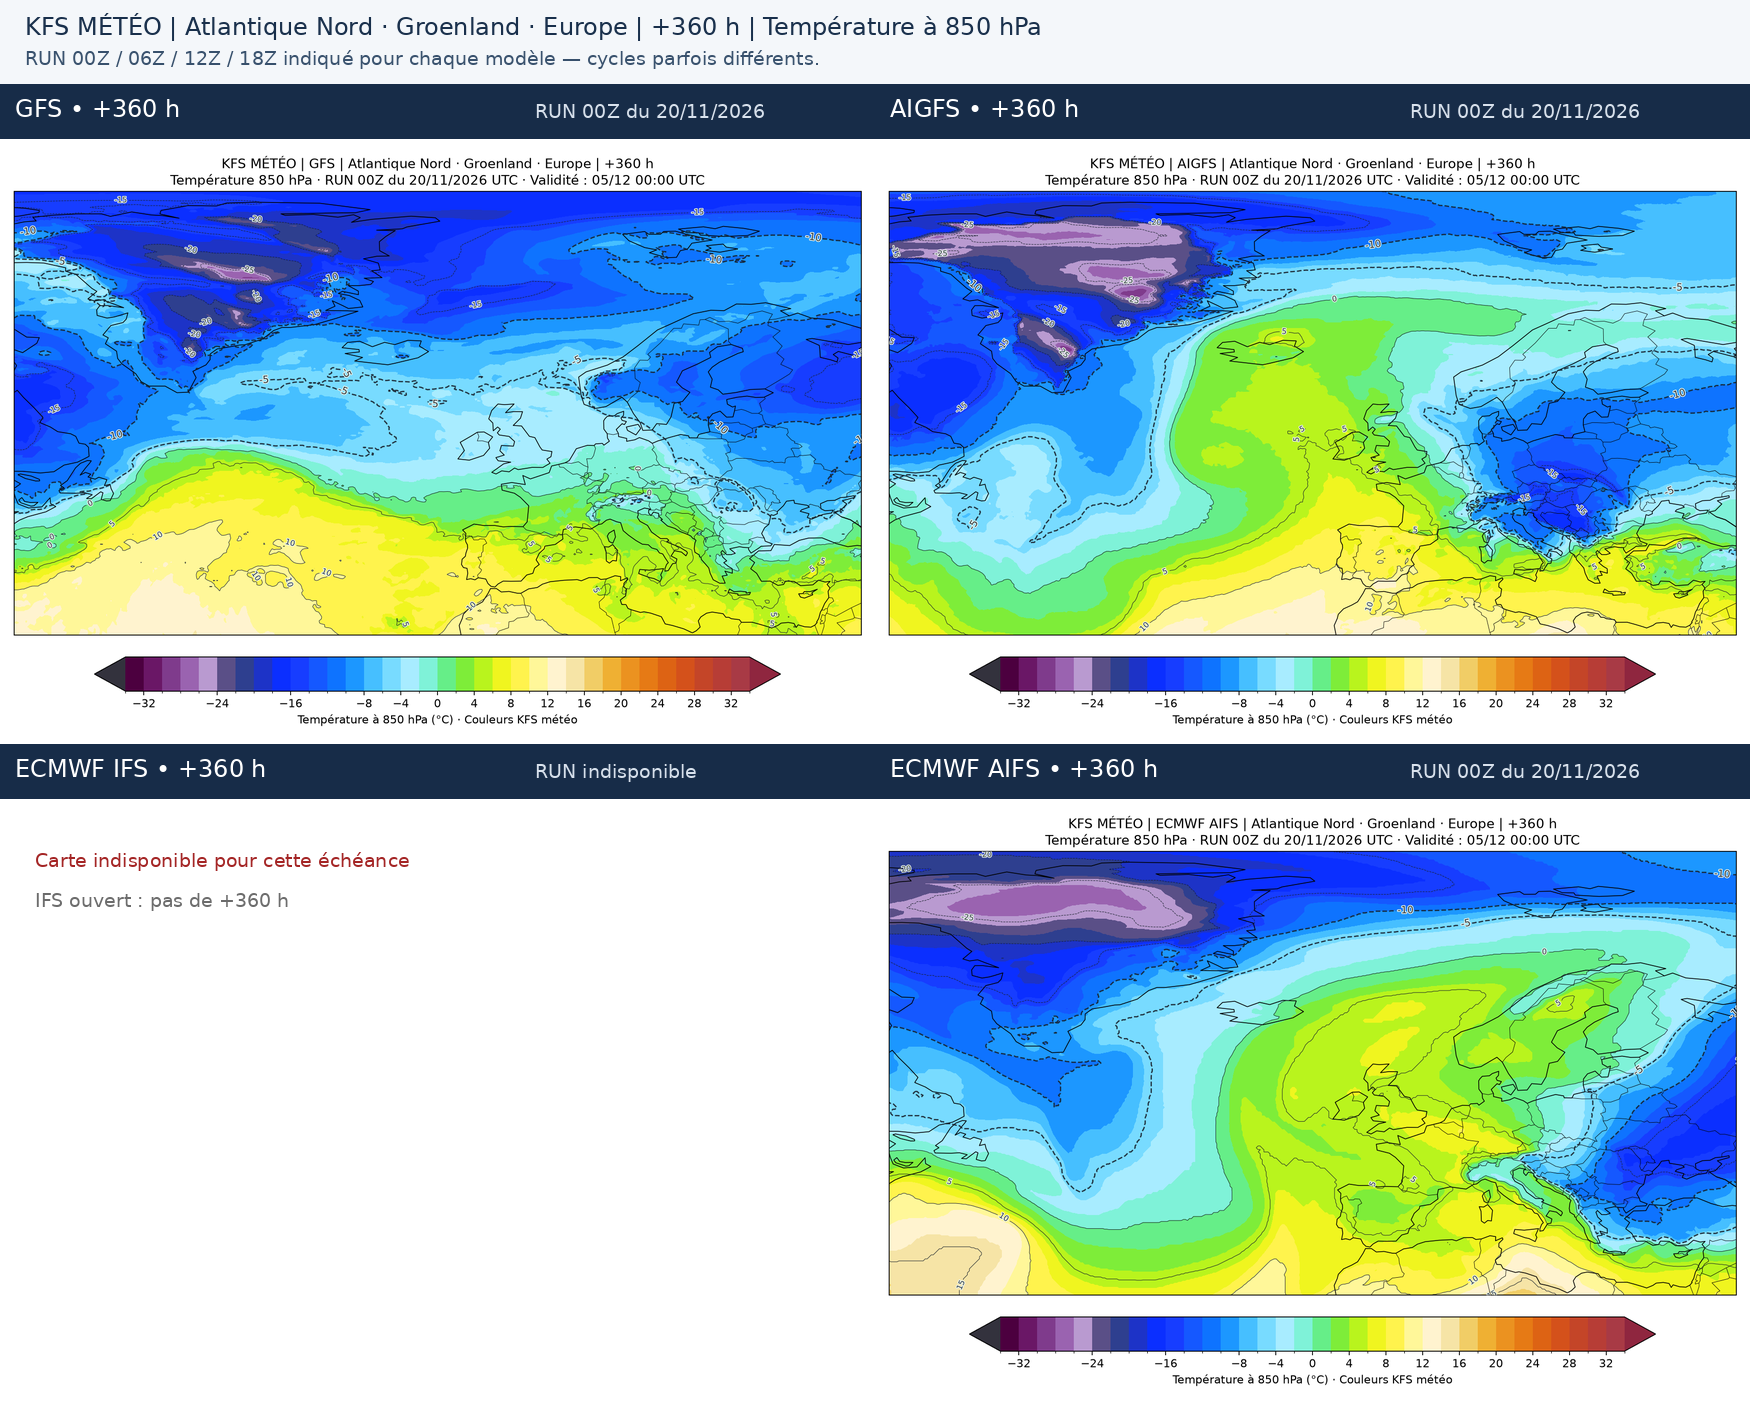 KFS MÉTÉO | Atlantique Nord · Groenland · Europe | +360 h | Température à 850 hPa
RUN 00Z / 06Z / 12Z / 18Z indiqué pour chaque modèle — cycles parfois différents.
GFS • +360 h
RUN 00Z du 20/11/2026
AIGFS • +360 h
RUN 00Z du 20/11/2026
KFS MÉTÉO | GFS | Atlantique Nord · Groenland · Europe | +360 h
Température 850 hPa · RUN 00Z du 20/11/2026 UTC · Validité : 05/12 00:00 UTC
KFS MÉTÉO | AIGFS | Atlantique Nord · Groenland · Europe | +360 h
Température 850 hPa · RUN 00Z du 20/11/2026 UTC · Validité : 05/12 00:00 UTC
−32 −24 −16 −8 −4 0 4 8 12 16 20 24 28 32
Température à 850 hPa (°C) · Couleurs KFS météo
−32 −24 −16 −8 −4 0 4 8 12 16 20 24 28 32
Température à 850 hPa (°C) · Couleurs KFS météo
ECMWF IFS • +360 h
RUN indisponible
ECMWF AIFS • +360 h
RUN 00Z du 20/11/2026
Carte indisponible pour cette échéance
IFS ouvert : pas de +360 h
KFS MÉTÉO | ECMWF AIFS | Atlantique Nord · Groenland · Europe | +360 h
Température 850 hPa · RUN 00Z du 20/11/2026 UTC · Validité : 05/12 00:00 UTC
−32 −24 −16 −8 −4 0 4 8 12 16 20 24 28 32
Température à 850 hPa (°C) · Couleurs KFS météo